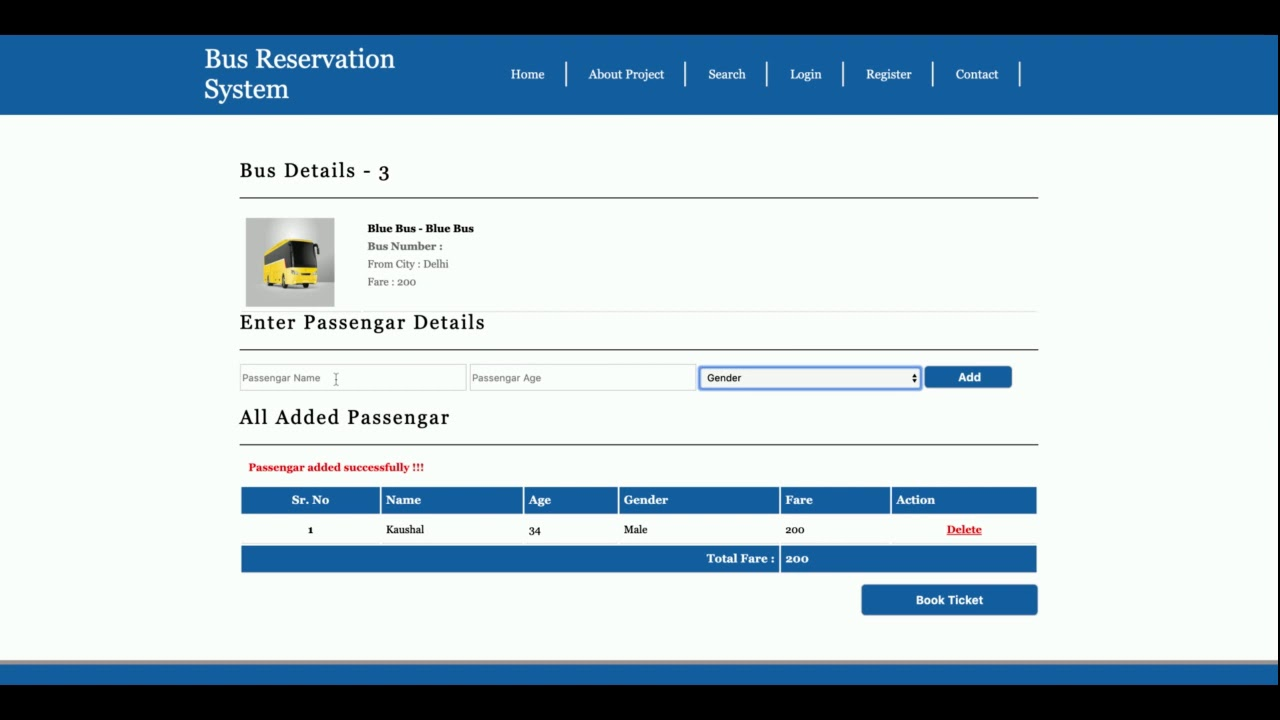 Bus Reservation
System
Home
About Project
Search
Login
Register
Contact
Bus Details - 3
Blue Bus - Blue Bus
Bus Number :
From City : Delhi
Fare : 200
Enter Passengar Details
Passengar Name
Passengar Age
Gender
Add
All Added Passengar
Passengar added successfully !!!
Sr. No Name Age Gender Fare Action
1 Kaushal 34 Male 200 Delete
Total Fare : 200
Book Ticket